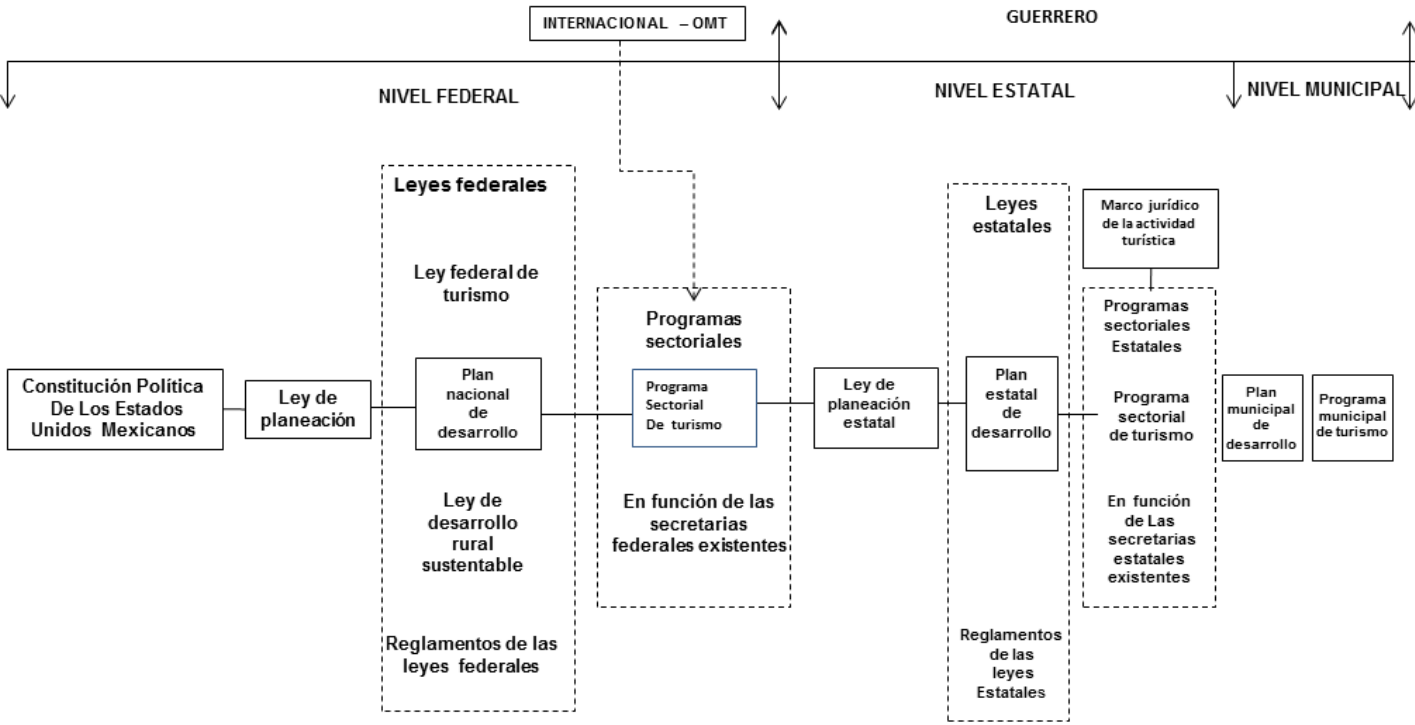 INTERNACIONAL – OMT
GUERRERO
NIVEL FEDERAL
NIVEL ESTATAL
NIVEL MUNICIPAL
Constitución Política
De Los Estados
Unidos Mexicanos
Ley de
planeación
Leyes federales
Ley federal de
turismo
Plan
nacional
de
desarrollo
Ley de
desarrollo
rural
sustentable
Reglamentos de las
leyes federales
Programas
sectoriales
Programa
Sectorial
De turismo
En función de las
secretarias
federales existentes
Ley de
planeación
estatal
Leyes
estatales
Plan
estatal
de
desarrollo
Reglamentos
de las
leyes
Estatales
Marco jurídico
de la actividad
turística
Programas
sectoriales
Estatales
Programa
sectorial
de turismo
En función
de Las
secretarias
estatales
existentes
Plan
municipal
de
desarrollo
Programa
municipal
de turismo